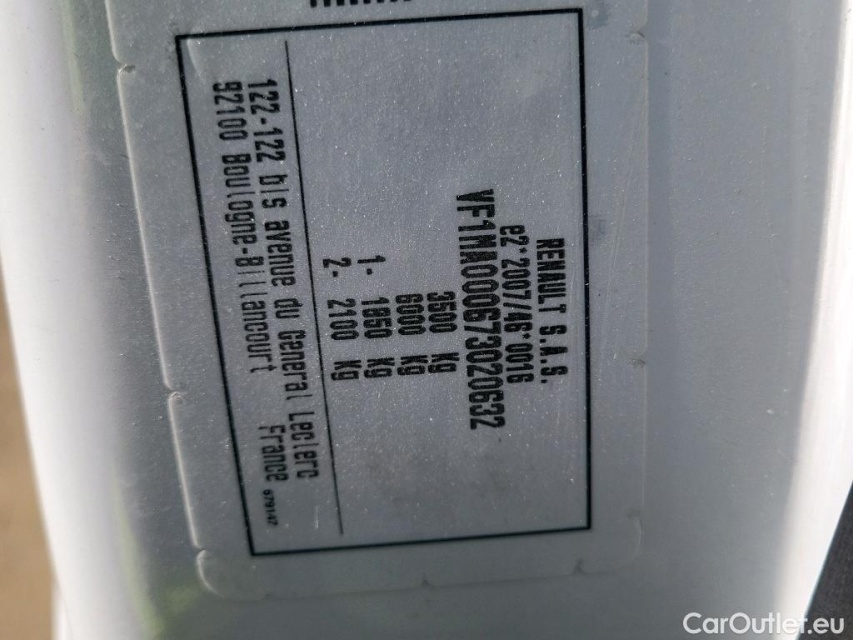 RENAULT S.A.S.
e2*2007/46*0016
VF1MA000673020632
3500 kg
6000 kg
1- 1850 kg
2- 2100 kg
122-122 bis avenue du General Leclerc
92100 Boulogne-Billancourt France
679147
CarOutlet.eu